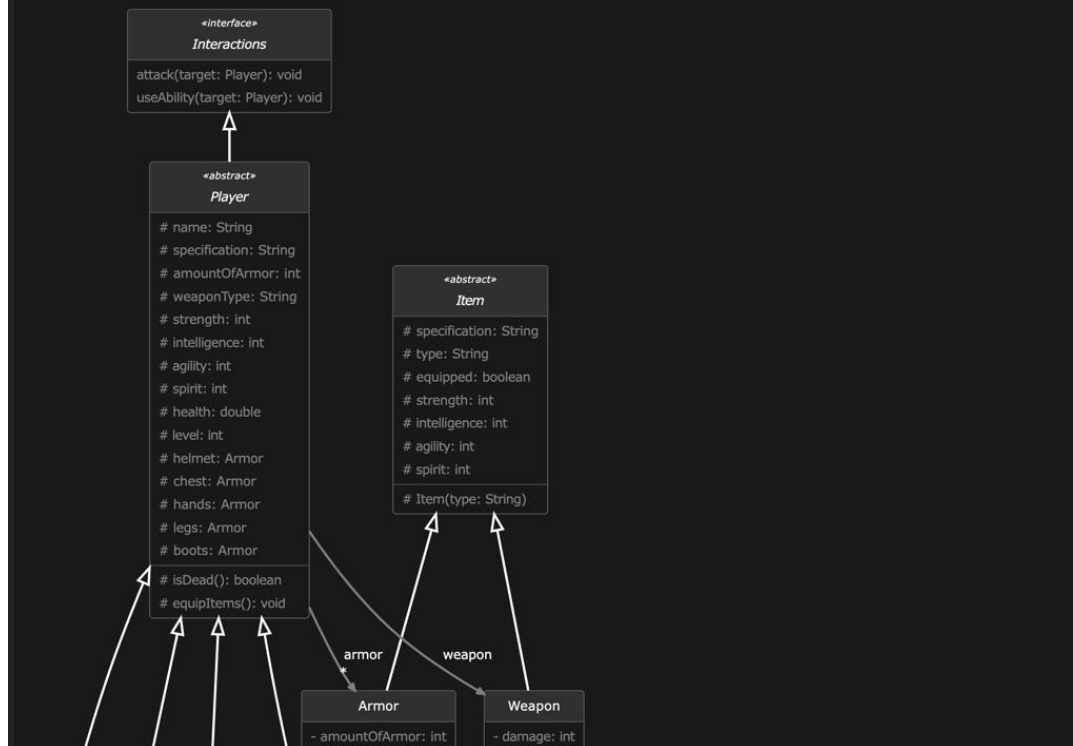 «interface»
Interactions
attack(target: Player): void
useAbility(target: Player): void
«abstract»
Player
# name: String
# specification: String
# amountOfArmor: int
# weaponType: String
# strength: int
# intelligence: int
# agility: int
# spirit: int
# health: double
# level: int
# helmet: Armor
# chest: Armor
# hands: Armor
# legs: Armor
# boots: Armor
# isDead(): boolean
# equipItems(): void
«abstract»
Item
# specification: String
# type: String
# equipped: boolean
# strength: int
# intelligence: int
# agility: int
# spirit: int
# Item(type: String)
armor
*
weapon
Armor
- amountOfArmor: int
Weapon
- damage: int